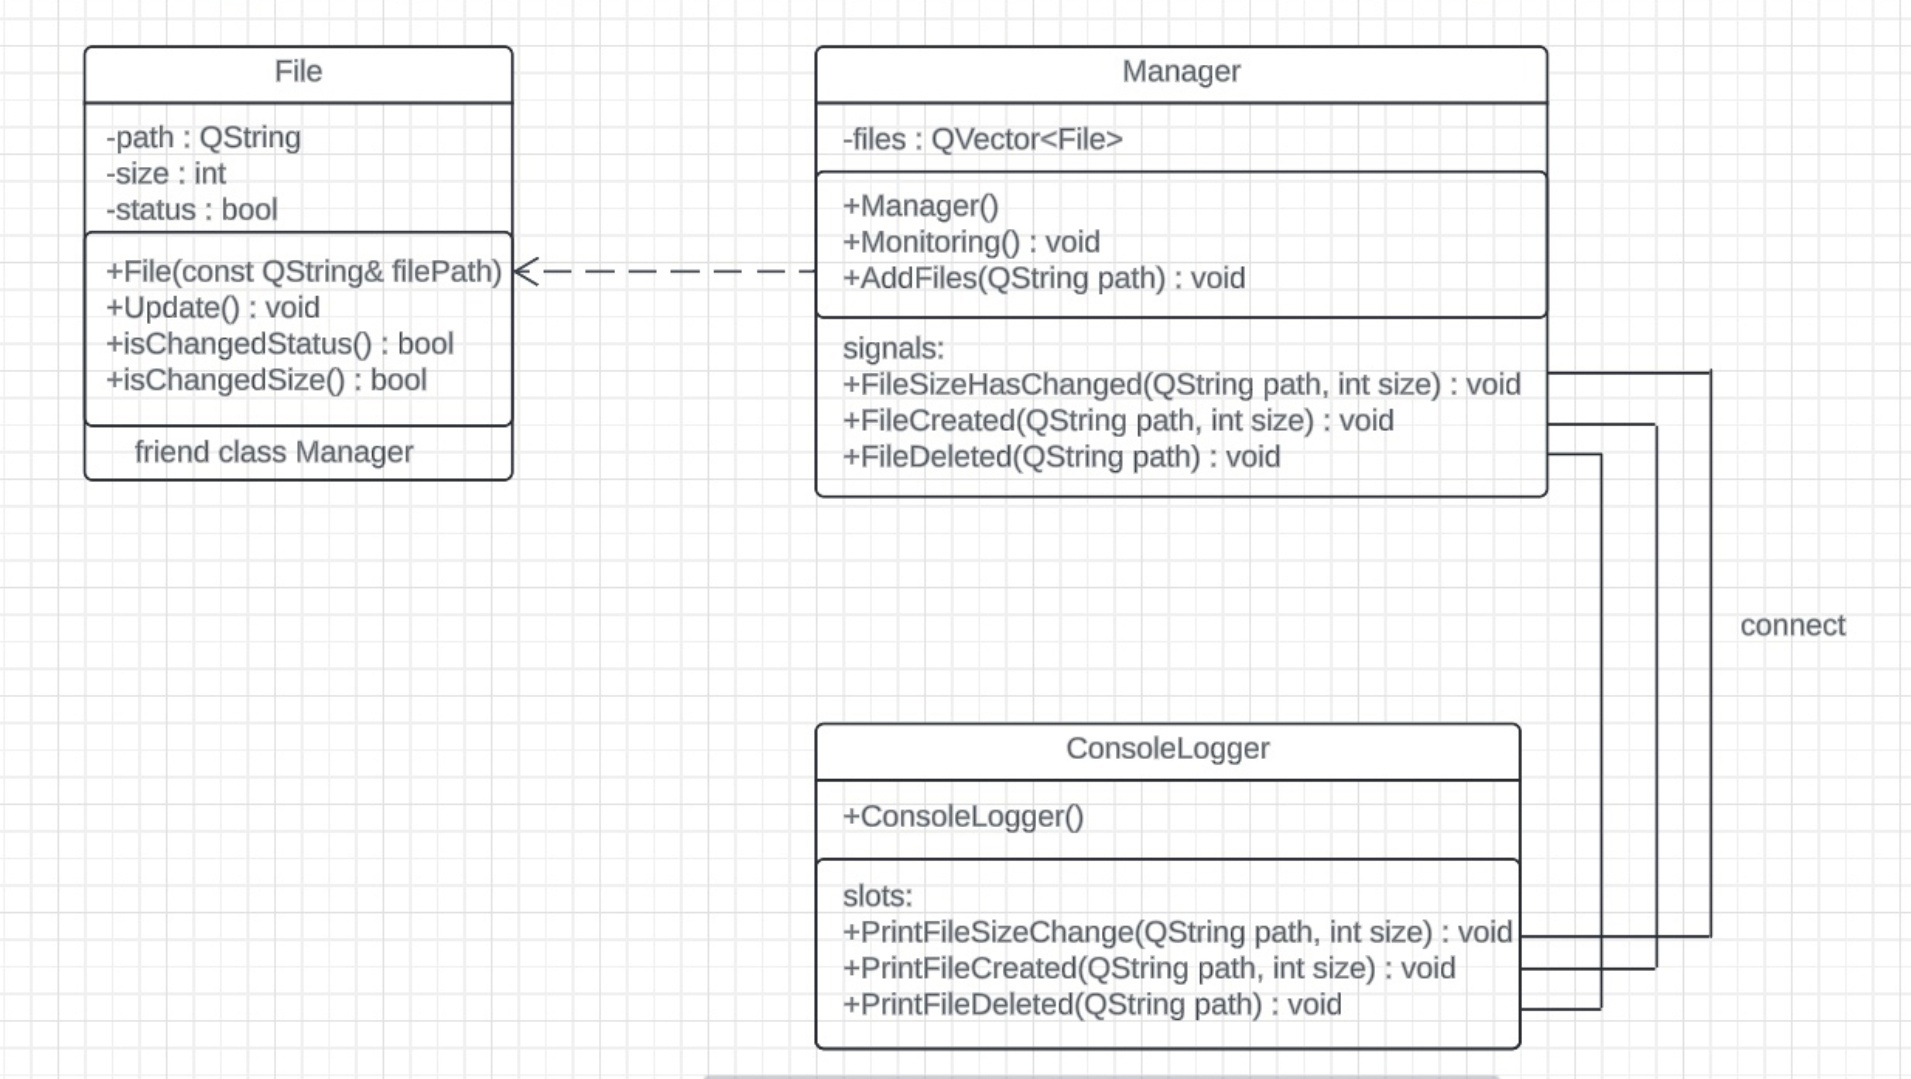 File
-path : QString
-size : int
-status : bool
+File(const QString& filePath)
+Update() : void
+isChangedStatus() : bool
+isChangedSize() : bool
friend class Manager
Manager
-files : QVector<File>
+Manager()
+Monitoring() : void
+AddFiles(QString path) : void
signals:
+FileSizeHasChanged(QString path, int size) : void
+FileCreated(QString path, int size) : void
+FileDeleted(QString path) : void
connect
ConsoleLogger
+ConsoleLogger()
slots:
+PrintFileSizeChange(QString path, int size) : void
+PrintFileCreated(QString path, int size) : void
+PrintFileDeleted(QString path) : void